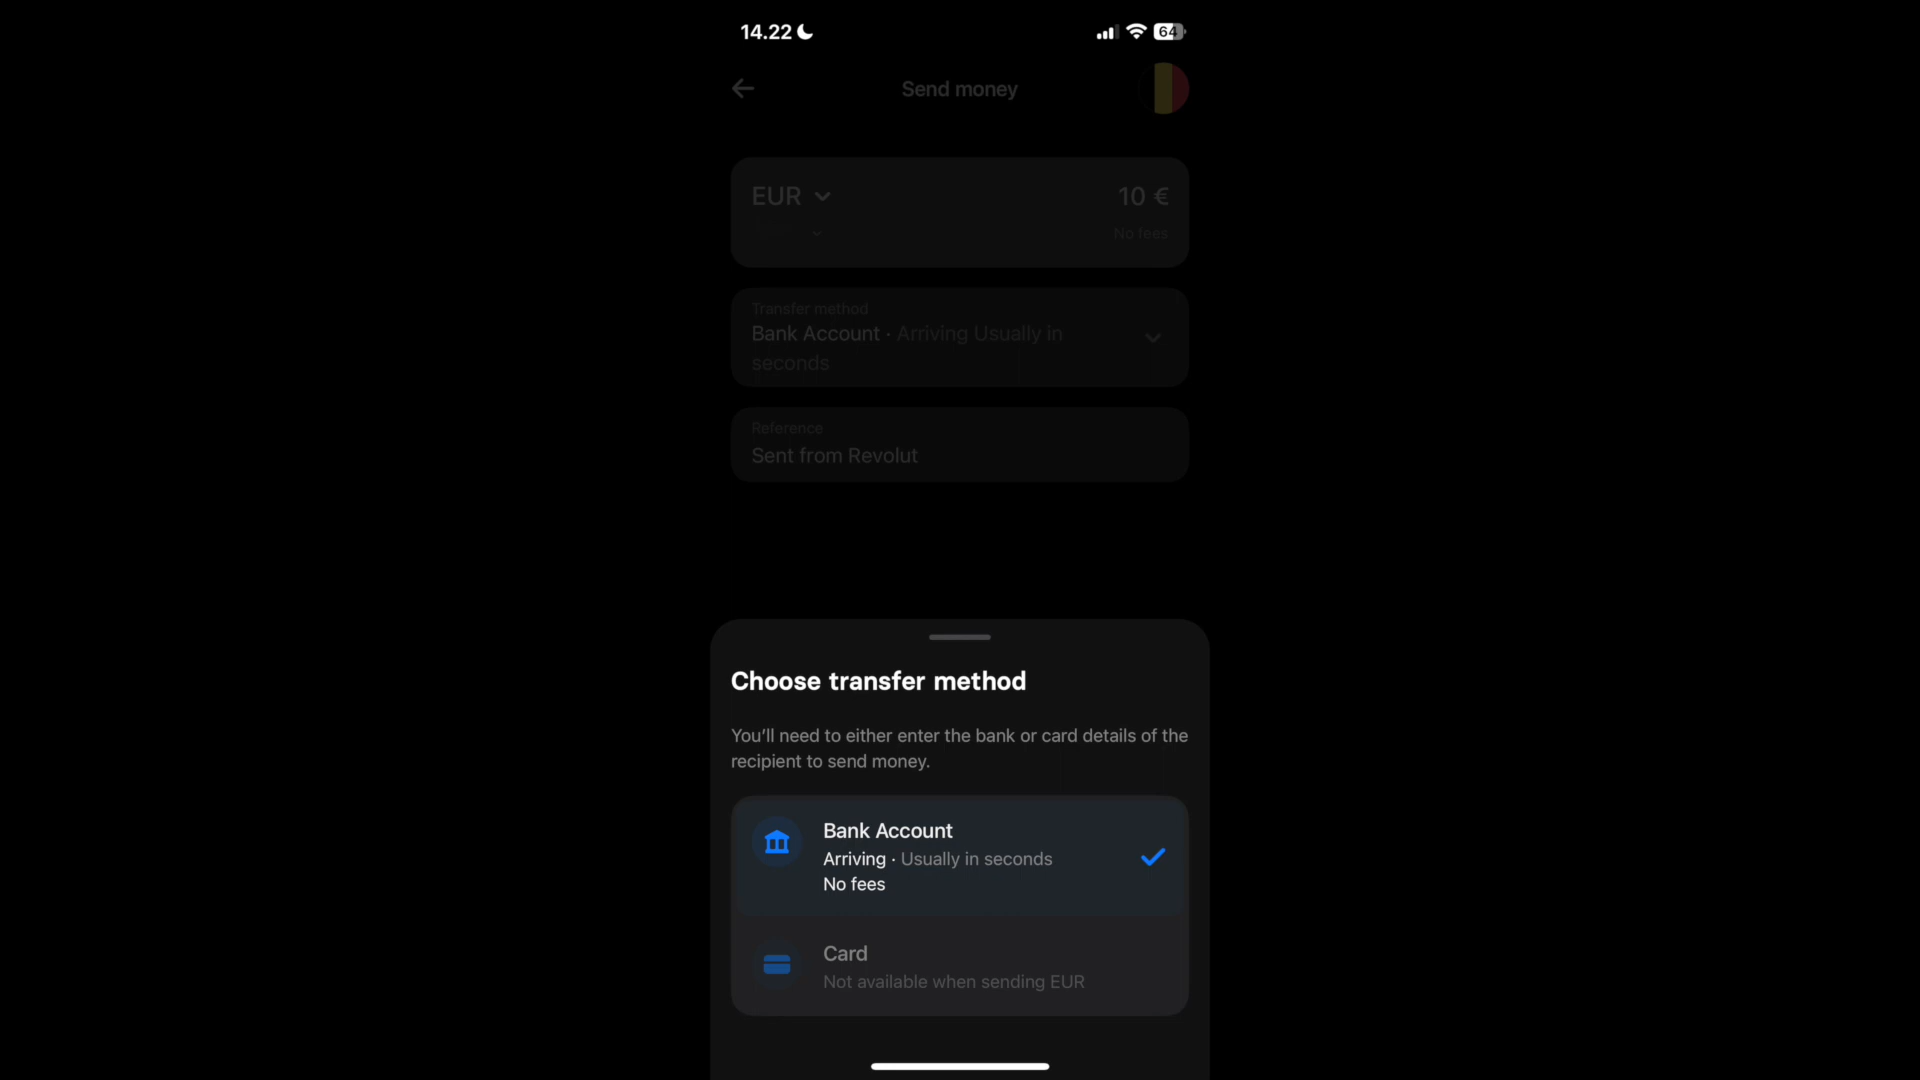 14.22
64
Send money
EUR
10 €
No fees
Transfer method
Bank Account · Arriving Usually in
seconds
Reference
Sent from Revolut
Choose transfer method
You’ll need to either enter the bank or card details of the
recipient to send money.
Bank Account
Arriving · Usually in seconds
No fees
Card
Not available when sending EUR